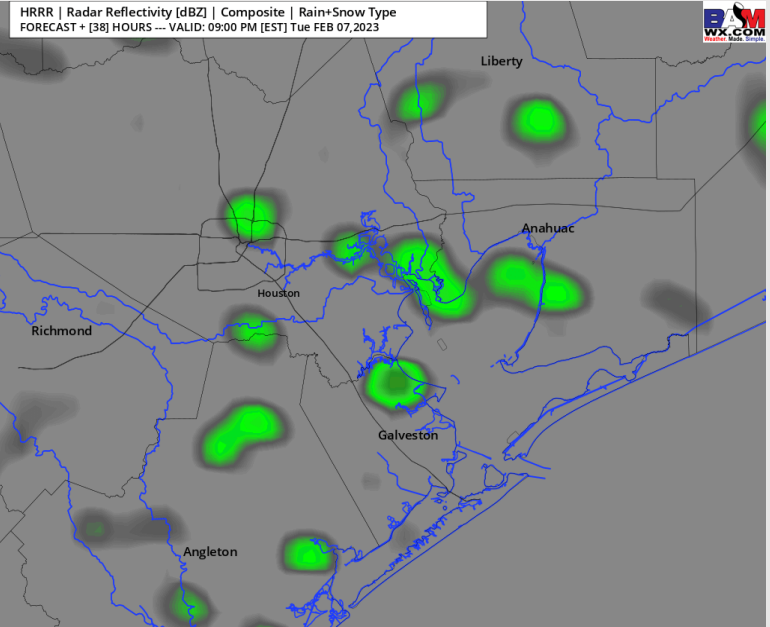 HRRR | Radar Reflectivity [dBZ] | Composite | Rain+Snow Type
FORECAST + [38] HOURS --- VALID: 09:00 PM [EST] Tue FEB 07,2023
BAM
WX.COM
Weather. Made. Simple.
Liberty
Anahuac
Houston
Richmond
Galveston
Angleton